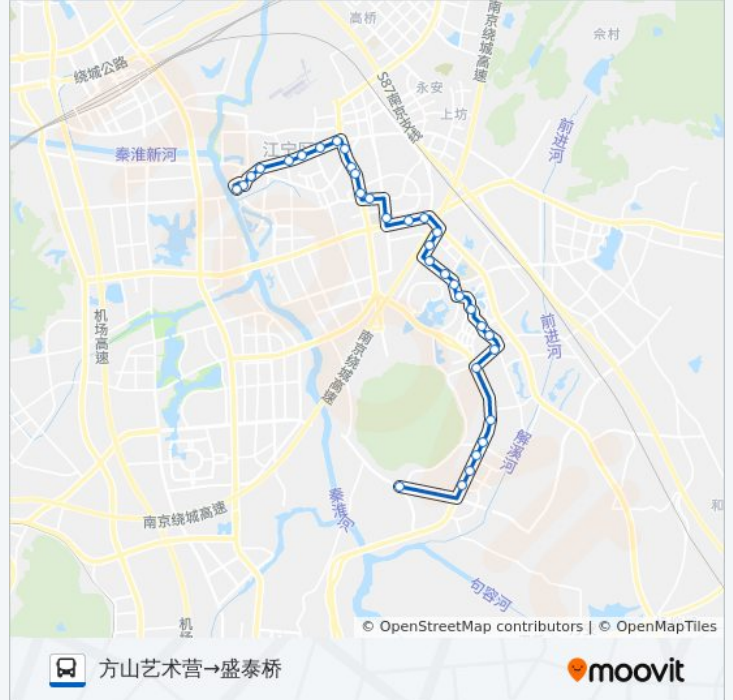 高桥
南京绕城高速
佘村
绕城公路
S87南京支线
永安
上坊
前进河
江宁区
秦淮新河
机场高速
前进河
南京绕城高速
解溪河
秦淮河
南京绕城高速
和
句容河
机场
© OpenStreetMap contributors | © OpenMapTiles
方山艺术营→盛泰桥
moovit